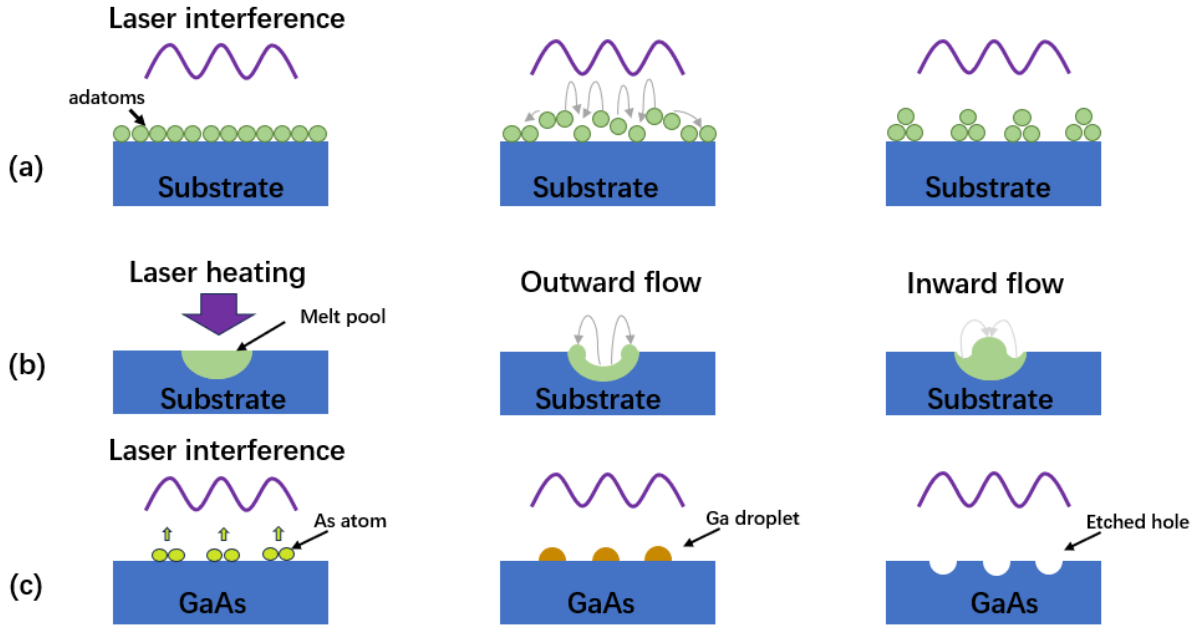 Laser interference
adatoms
(a)
Substrate
Substrate
Substrate
Laser heating
Outward flow
Inward flow
Melt pool
(b)
Substrate
Substrate
Substrate
Laser interference
As atom
Ga droplet
Etched hole
(c)
GaAs
GaAs
GaAs